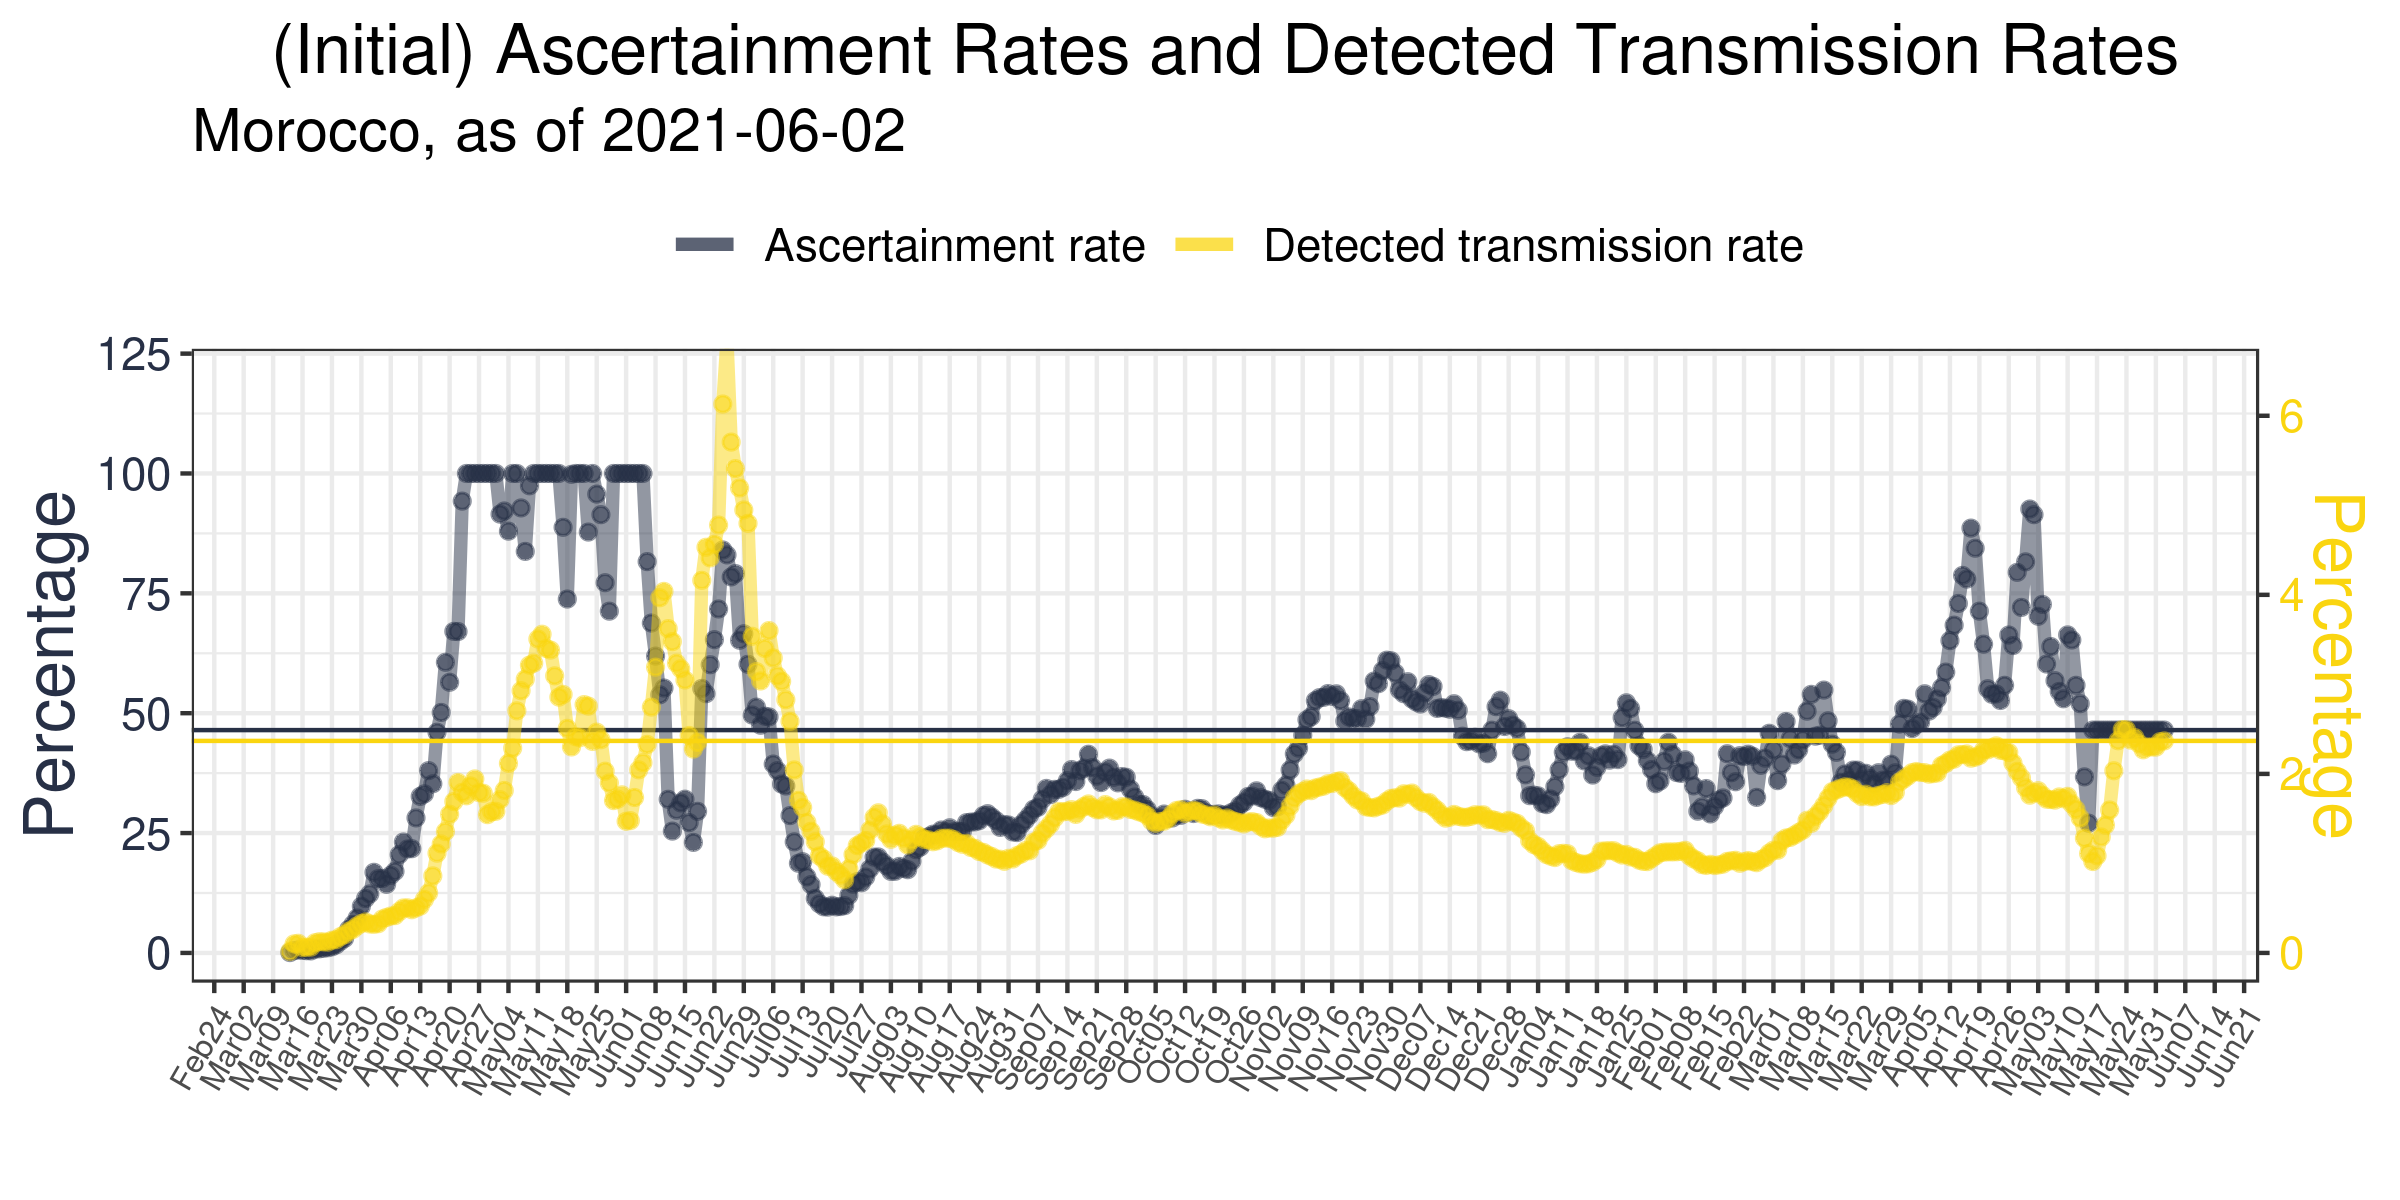 (Initial) Ascertainment Rates and Detected Transmission Rates
Morocco, as of 2021-06-02
Ascertainment rate
Detected transmission rate
125
100
75
50
25
0
Percentage
6
4
2
0
Percentage
Feb24
Mar02
Mar09
Mar16
Mar23
Mar30
Apr06
Apr13
Apr20
Apr27
May04
May11
May18
May25
Jun01
Jun08
Jun15
Jun22
Jun29
Jul06
Jul13
Jul20
Jul27
Aug03
Aug10
Aug17
Aug24
Aug31
Sep07
Sep14
Sep21
Sep28
Oct05
Oct12
Oct19
Oct26
Nov02
Nov09
Nov16
Nov23
Nov30
Dec07
Dec14
Dec21
Dec28
Jan04
Jan11
Jan18
Jan25
Feb01
Feb08
Feb15
Feb22
Mar01
Mar08
Mar15
Mar22
Mar29
Apr05
Apr12
Apr19
Apr26
May03
May10
May17
May24
May31
Jun07
Jun14
Jun21